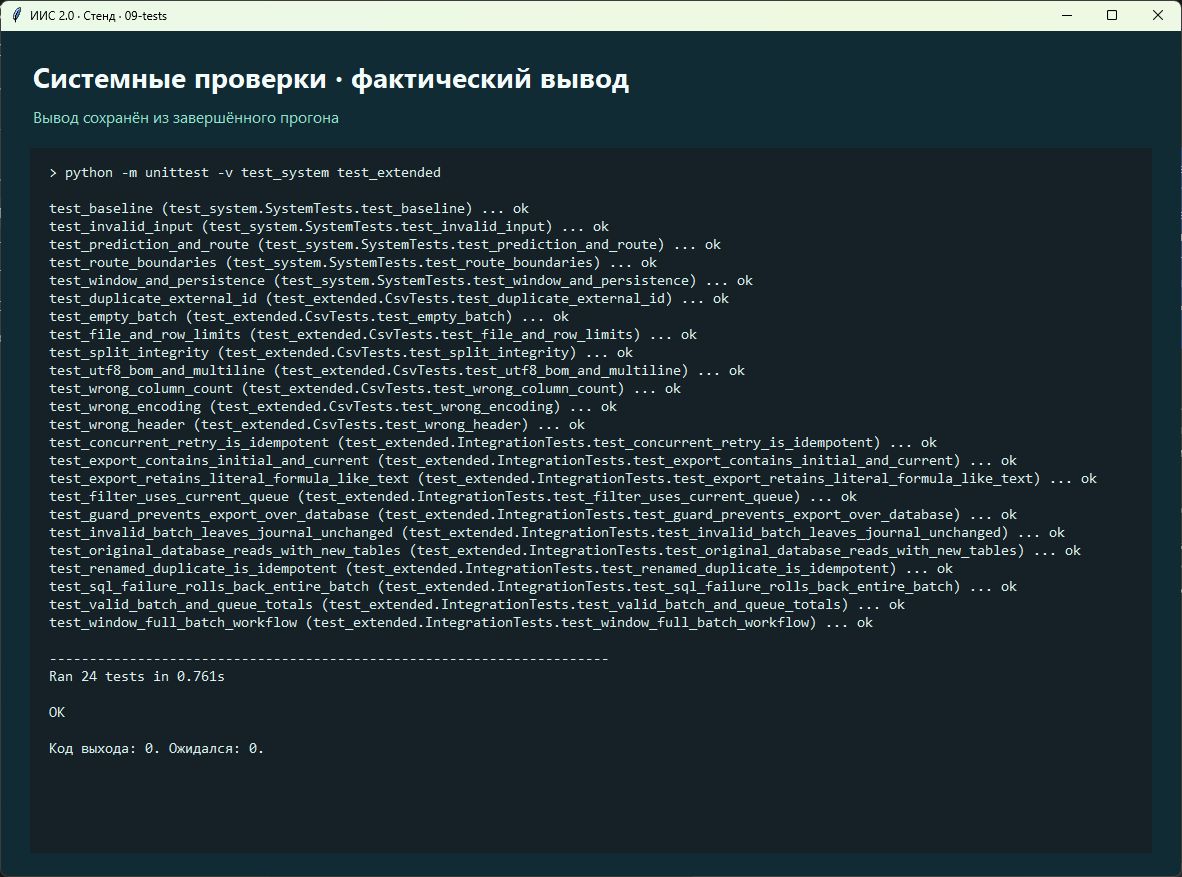 ИИС 2.0 · Стенд · 09-tests
Системные проверки · фактический вывод
Вывод сохранён из завершённого прогона
> python -m unittest -v test_system test_extended
test_baseline (test_system.SystemTests.test_baseline) ... ok
test_invalid_input (test_system.SystemTests.test_invalid_input) ... ok
test_prediction_and_route (test_system.SystemTests.test_prediction_and_route) ... ok
test_route_boundaries (test_system.SystemTests.test_route_boundaries) ... ok
test_window_and_persistence (test_system.SystemTests.test_window_and_persistence) ... ok
test_duplicate_external_id (test_extended.CsvTests.test_duplicate_external_id) ... ok
test_empty_batch (test_extended.CsvTests.test_empty_batch) ... ok
test_file_and_row_limits (test_extended.CsvTests.test_file_and_row_limits) ... ok
test_split_integrity (test_extended.CsvTests.test_split_integrity) ... ok
test_utf8_bom_and_multiline (test_extended.CsvTests.test_utf8_bom_and_multiline) ... ok
test_wrong_column_count (test_extended.CsvTests.test_wrong_column_count) ... ok
test_wrong_encoding (test_extended.CsvTests.test_wrong_encoding) ... ok
test_wrong_header (test_extended.CsvTests.test_wrong_header) ... ok
test_concurrent_retry_is_idempotent (test_extended.IntegrationTests.test_concurrent_retry_is_idempotent) ... ok
test_export_contains_initial_and_current (test_extended.IntegrationTests.test_export_contains_initial_and_current) ... ok
test_export_retains_literal_formula_like_text (test_extended.IntegrationTests.test_export_retains_literal_formula_like_text) ... ok
test_filter_uses_current_queue (test_extended.IntegrationTests.test_filter_uses_current_queue) ... ok
test_guard_prevents_export_over_database (test_extended.IntegrationTests.test_guard_prevents_export_over_database) ... ok
test_invalid_batch_leaves_journal_unchanged (test_extended.IntegrationTests.test_invalid_batch_leaves_journal_unchanged) ... ok
test_original_database_reads_with_new_tables (test_extended.IntegrationTests.test_original_database_reads_with_new_tables) ... ok
test_renamed_duplicate_is_idempotent (test_extended.IntegrationTests.test_renamed_duplicate_is_idempotent) ... ok
test_sql_failure_rolls_back_entire_batch (test_extended.IntegrationTests.test_sql_failure_rolls_back_entire_batch) ... ok
test_valid_batch_and_queue_totals (test_extended.IntegrationTests.test_valid_batch_and_queue_totals) ... ok
test_window_full_batch_workflow (test_extended.IntegrationTests.test_window_full_batch_workflow) ... ok
----------------------------------------------------------------------
Ran 24 tests in 0.761s
OK
Код выхода: 0. Ожидался: 0.